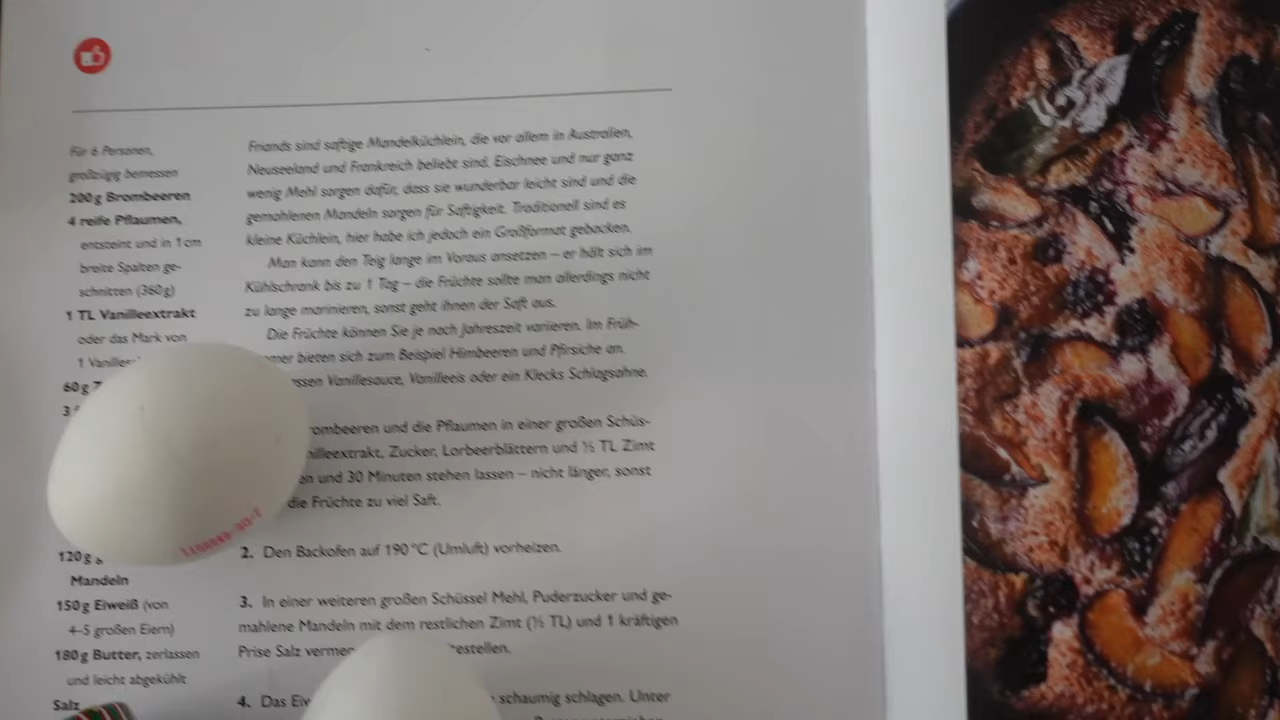 Für 6 Personen,
großzügig bemessen
200 g Brombeeren
4 reife Pflaumen,
entsteint und in 1 cm
breite Spalten ge-
schnitten (360 g)
1 TL Vanilleextrakt
oder das Mark von
1
60 g
3
120 g
Mandeln
150 g Eiweiß (von
4–5 großen Eiern)
180 g Butter, zerlassen
und leicht abgekühlt
Salz
Friands sind saftige Mandelküchlein, die vor allem in Australien,
Neuseeland und Frankreich beliebt sind. Eischnee und nur ganz
wenig Mehl sorgen dafür, dass sie wunderbar leicht sind und die
gemahlenen Mandeln sorgen für Saftigkeit. Traditionell sind es
kleine Küchlein, hier habe ich jedoch ein Großformat gebacken.
Man kann den Teig lange im Voraus ansetzen – er hält sich im
Kühlschrank bis zu 1 Tag – die Früchte sollte man allerdings nicht
zu lange marinieren, sonst geht ihnen der Saft aus.
Die Früchte können Sie je nach Jahreszeit variieren. Im Früh-
bieten sich zum Beispiel Himbeeren und Pfirsiche an.
Vanillesauce, Vanilleeis oder ein Klecks Schlagsahne.
und die Pflaumen in einer großen Schüs-
Zucker, Lorbeerblättern und ½ TL Zimt
und 30 Minuten stehen lassen – nicht länger, sonst
die Früchte zu viel Saft.
2. Den Backofen auf 190 °C (Umluft) vorheizen.
3. In einer weiteren großen Schüssel Mehl, Puderzucker und ge-
mahlene Mandeln mit dem restlichen Zimt (½ TL) und 1 kräftigen
Prise Salz
4. Das schaumig schlagen. Unter